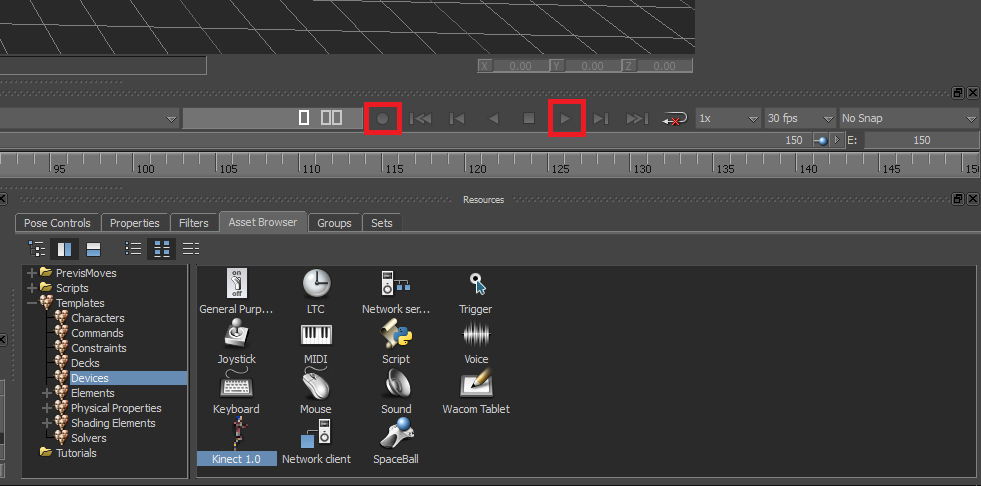 X 0.00 Y 0.00 Z 0.00
1x 30 fps No Snap
150 E: 150
95 100 105 110 115 120 125 130 135 140 145 150
Resources
Pose Controls Properties Filters Asset Browser Groups Sets
PrevisMoves
Scripts
Templates
Characters
Commands
Constraints
Decks
Devices
Elements
Physical Properties
Shading Elements
Solvers
Tutorials
on
off
General Purp... LTC Network ser... Trigger
Joystick MIDI Script Voice
Keyboard Mouse Sound Wacom Tablet
Kinect 1.0 Network client SpaceBall